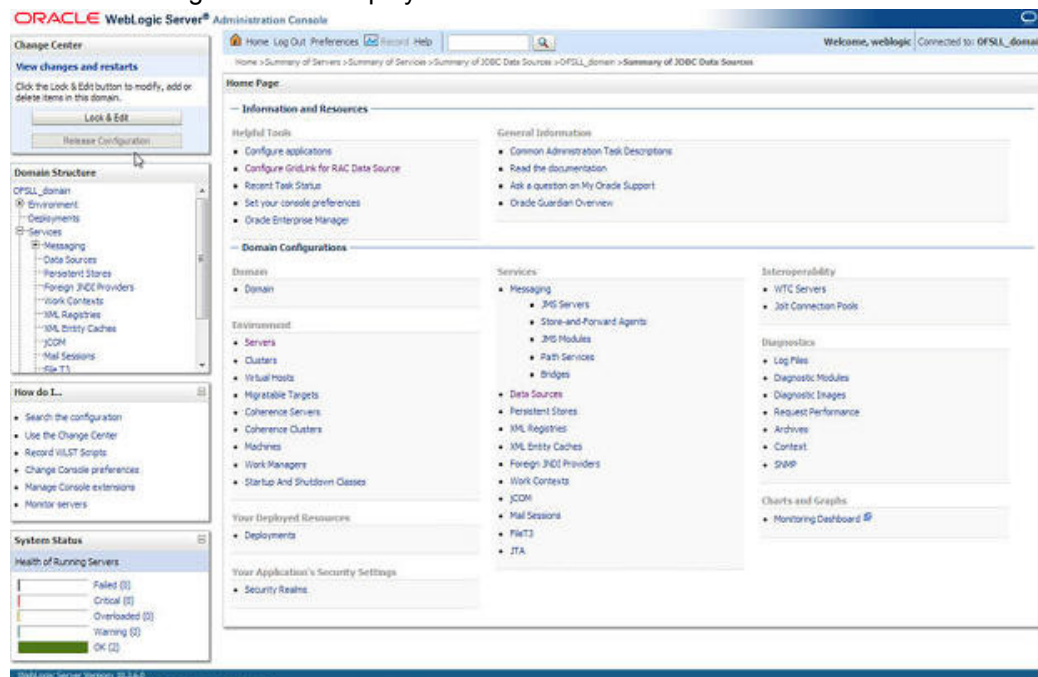 ORACLE WebLogic Server® Administration Console
Change Center
View changes and restarts
Click the Lock & Edit button to modify, add or
delete items in this domain.
Lock & Edit
Release Configuration
Domain Structure
OFSLL_domain
Environment
Deployments
Services
Messaging
Data Sources
Persistent Stores
Foreign JNDI Providers
Work Contexts
XML Registries
XML Entity Caches
jCOM
Mail Sessions
File T3
How do I...
Search the configuration
Use the Change Center
Record WLST Scripts
Change Console preferences
Manage Console extensions
Monitor servers
System Status
Health of Running Servers
Failed (0)
Critical (0)
Overloaded (0)
Warning (0)
OK (2)
Home Log Out Preferences Record Help
Welcome, weblogic Connected to: OFSLL_domai
Home >Summary of Servers >Summary of Services >Summary of JDBC Data Sources >OFSLL_domain >Summary of JDBC Data Sources
Home Page
Information and Resources
Helpful Tools
Configure applications
Configure GridLink for RAC Data Source
Recent Task Status
Set your console preferences
Oracle Enterprise Manager
General Information
Common Administration Task Descriptions
Read the documentation
Ask a question on My Oracle Support
Oracle Guardian Overview
Domain Configurations
Domain
Domain
Environment
Servers
Clusters
Virtual Hosts
Migratable Targets
Coherence Servers
Coherence Clusters
Machines
Work Managers
Startup And Shutdown Classes
Your Deployed Resources
Deployments
Your Application's Security Settings
Security Realms
Services
Messaging
JMS Servers
Store-and-Forward Agents
JMS Modules
Path Services
Bridges
Data Sources
Persistent Stores
XML Registries
XML Entity Caches
Foreign JNDI Providers
Work Contexts
jCOM
Mail Sessions
FileT3
JTA
Interoperability
WTC Servers
Jolt Connection Pools
Diagnostics
Log Files
Diagnostic Modules
Diagnostic Images
Request Performance
Archives
Context
SNMP
Charts and Graphs
Monitoring Dashboard
WebLogic Server Version: 10.3.6.0